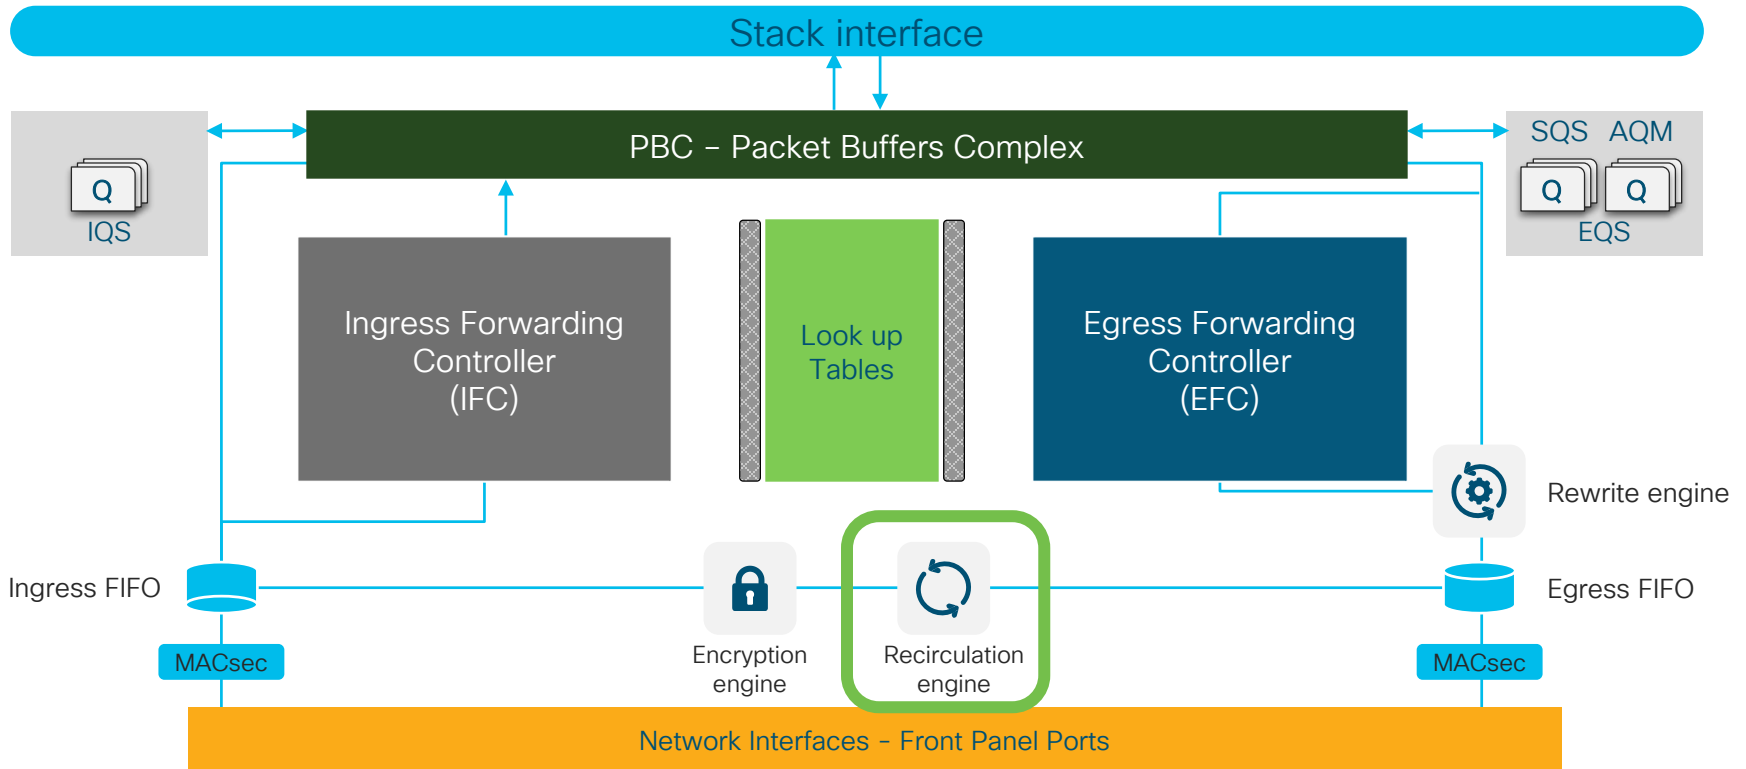 Stack interface
PBC – Packet Buffers Complex
Q
IQS
SQS AQM
Q Q
EQS
Ingress Forwarding
Controller
(IFC)
Look up
Tables
Egress Forwarding
Controller
(EFC)
Rewrite engine
Ingress FIFO
Egress FIFO
Encryption
engine
Recirculation
engine
MACsec
MACsec
Network Interfaces - Front Panel Ports